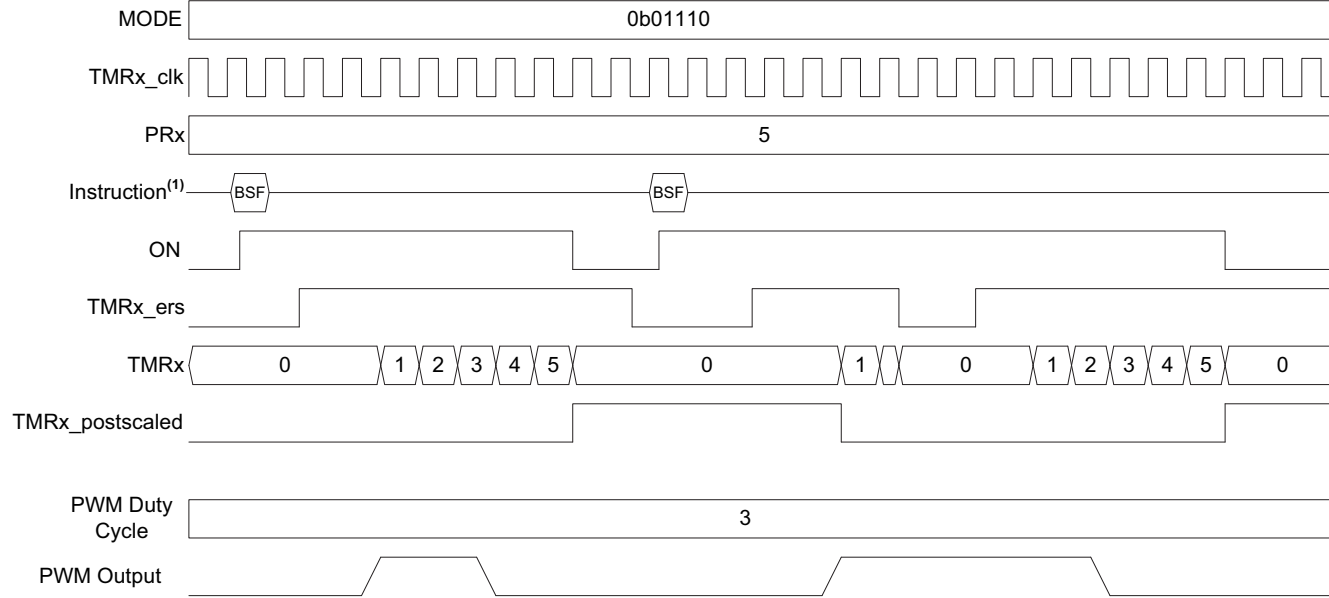 MODE 0b01110
TMRx_clk
PRx 5
Instruction(1) BSF BSF
ON
TMRx_ers
TMRx 0 1 2 3 4 5 0 1 0 1 2 3 4 5 0
TMRx_postscaled
PWM Duty
Cycle 3
PWM Output